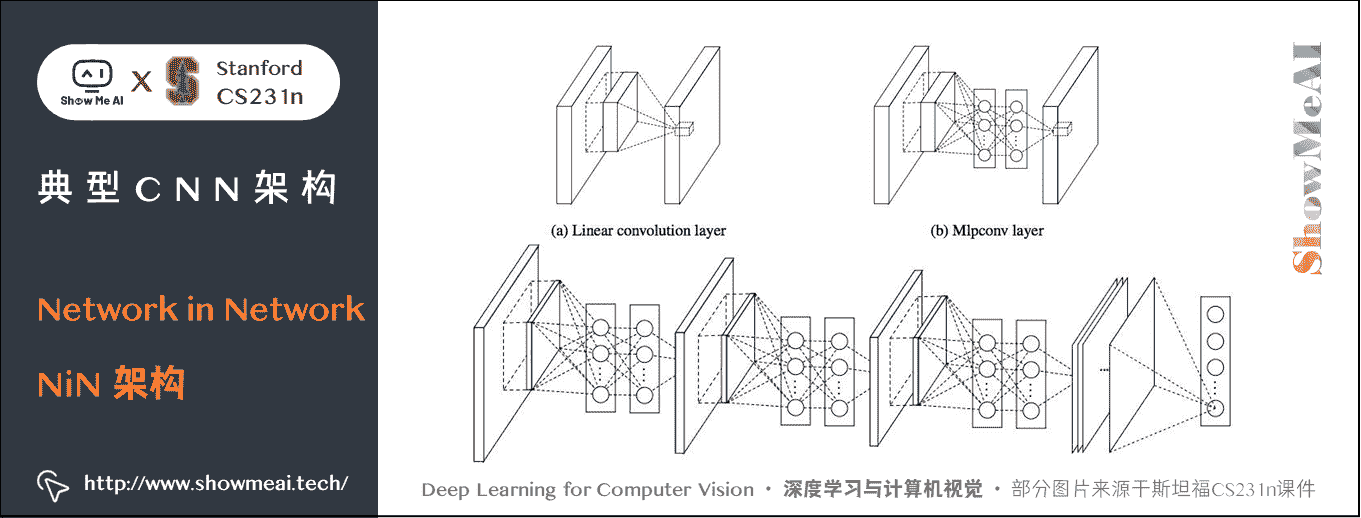 Show Me AI
X
Stanford
CS231n
典型CNN架构
Network in Network
NiN 架构
http://www.showmeai.tech/
(a) Linear convolution layer
(b) Mlpconv layer
ShowMeAI
Deep Learning for Computer Vision · 深度学习与计算机视觉 · 部分图片来源于斯坦福CS231n课件